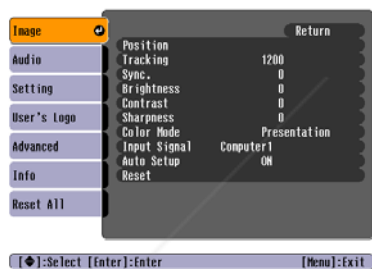 Image
Return
Position
Audio
Tracking 1200
Sync. 0
Setting
Brightness 0
Contrast 0
User's Logo
Sharpness 0
Color Mode Presentation
Advanced
Input Signal Computer1
Auto Setup ON
Info
Reset
Reset All
[◆]:Select [Enter]:Enter [Menu]:Exit